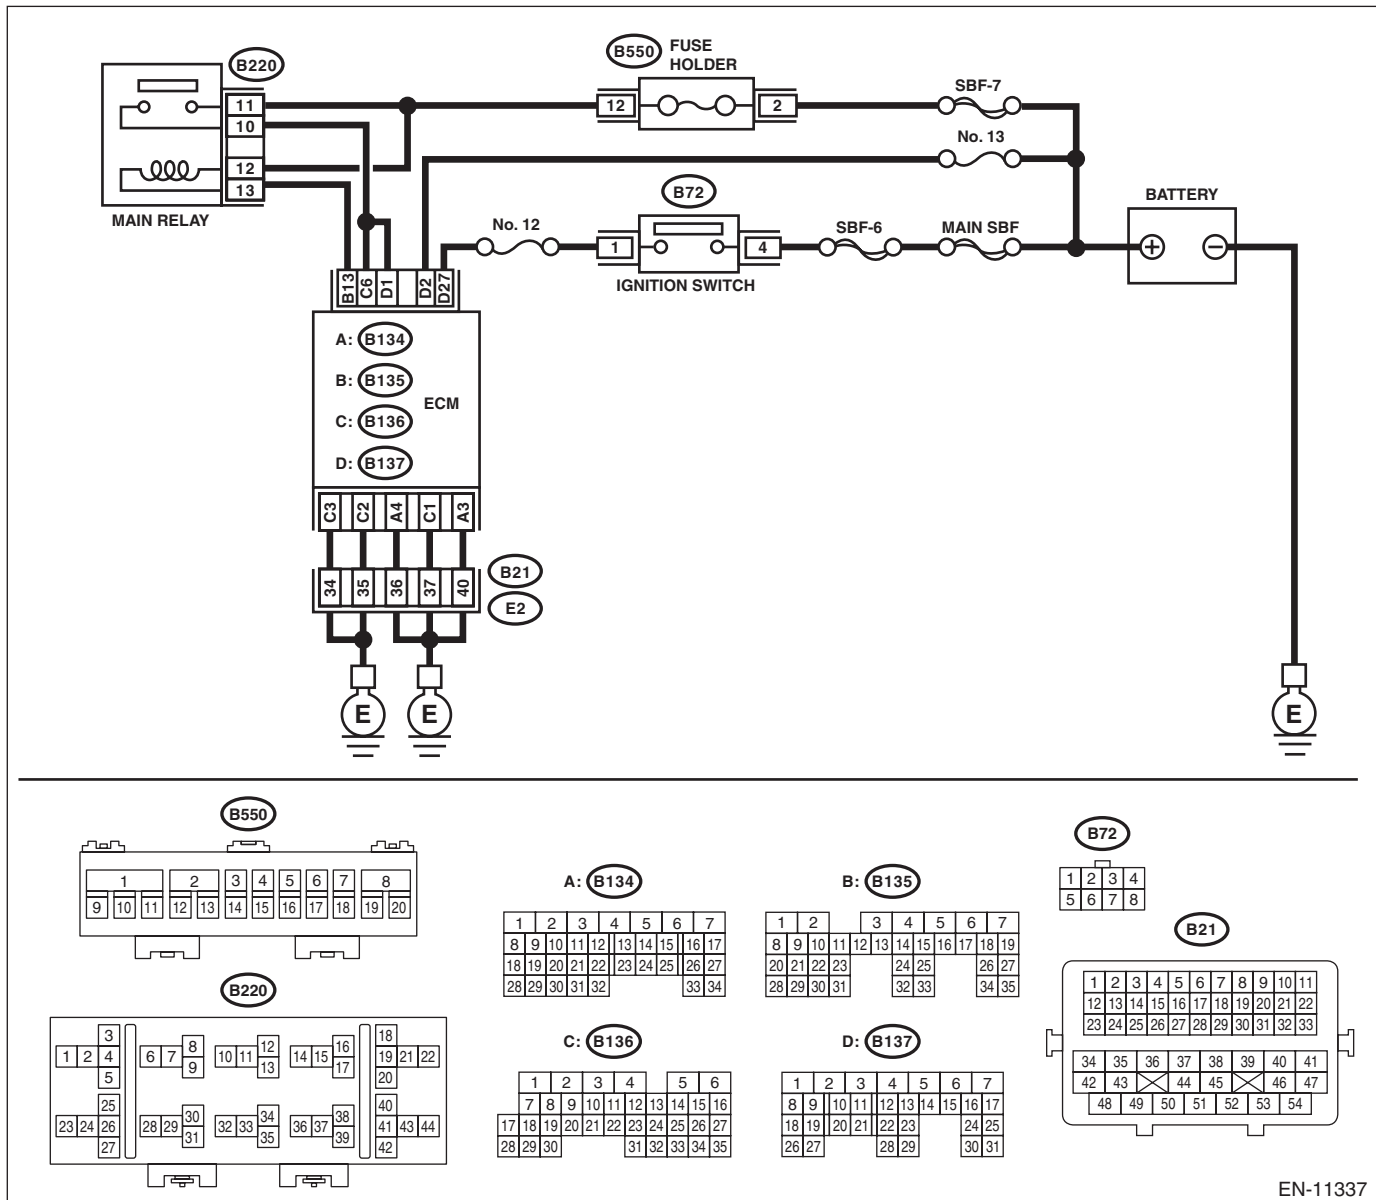 B220
B550 FUSE
HOLDER
SBF-7
11
12
2
10
No. 13
12
13
B72
BATTERY
MAIN RELAY
No. 12
1
4
SBF-6
MAIN SBF
+
−
IGNITION SWITCH
B13 C6 D1 D2 D27
A: B134
B: B135
ECM
C: B136
D: B137
C3 C2 A4 C1 A3
34 35 36 37 40
B21
E2
E E E
B550
1 2 3 4 5 6 7 8
9 10 11 12 13 14 15 16 17 18 19 20
B220
3 8 12 16 18
1 2 4 6 7 9 10 11 13 14 15 17 19 21 22
5 20
25 30 34 38 40
23 24 26 28 29 31 32 33 35 36 37 39 41 43 44
27 42
A: B134
1 2 3 4 5 6 7
8 9 10 11 12 13 14 15 16 17
18 19 20 21 22 23 24 25 26 27
28 29 30 31 32 33 34
B: B135
1 2 3 4 5 6 7
8 9 10 11 12 13 14 15 16 17 18 19
20 21 22 23 24 25 26 27
28 29 30 31 32 33 34 35
C: B136
1 2 3 4 5 6
7 8 9 10 11 12 13 14 15 16
17 18 19 20 21 22 23 24 25 26 27
28 29 30 31 32 33 34 35
D: B137
1 2 3 4 5 6 7
8 9 10 11 12 13 14 15 16 17
18 19 20 21 22 23 24 25
26 27 28 29 30 31
B72
1 2 3 4
5 6 7 8
B21
1 2 3 4 5 6 7 8 9 10 11
12 13 14 15 16 17 18 19 20 21 22
23 24 25 26 27 28 29 30 31 32 33
34 35 36 37 38 39 40 41
42 43 44 45 46 47
48 49 50 51 52 53 54
EN-11337